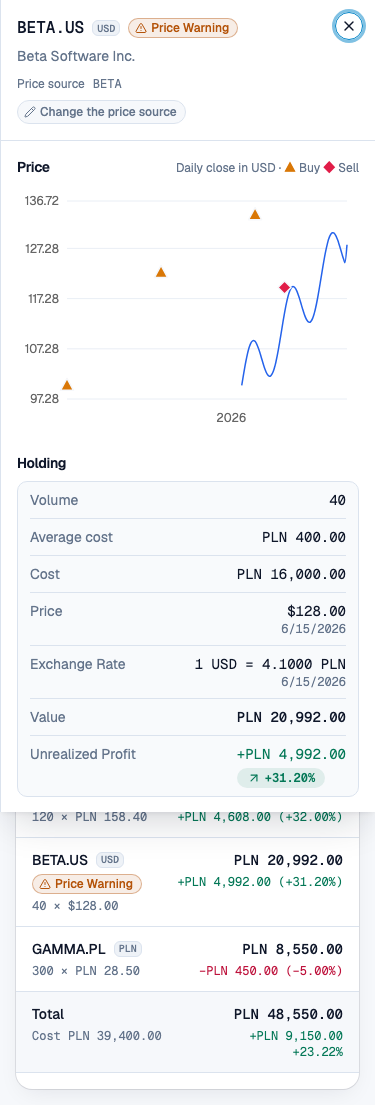 BETA.US USD Price Warning
Beta Software Inc.
Price source BETA
Change the price source
Price Daily close in USD · Buy Sell
136.72
127.28
117.28
107.28
97.28
2026
Holding
Volume 40
Average cost PLN 400.00
Cost PLN 16,000.00
Price $128.00
6/15/2026
Exchange Rate 1 USD = 4.1000 PLN
6/15/2026
Value PLN 20,992.00
Unrealized Profit +PLN 4,992.00
+31.20%
120 × PLN 158.40 +PLN 4,608.00 (+32.00%)
BETA.US USD PLN 20,992.00
Price Warning +PLN 4,992.00 (+31.20%)
40 × $128.00
GAMMA.PL PLN PLN 8,550.00
300 × PLN 28.50 −PLN 450.00 (−5.00%)
Total PLN 48,550.00
Cost PLN 39,400.00 +PLN 9,150.00
+23.22%